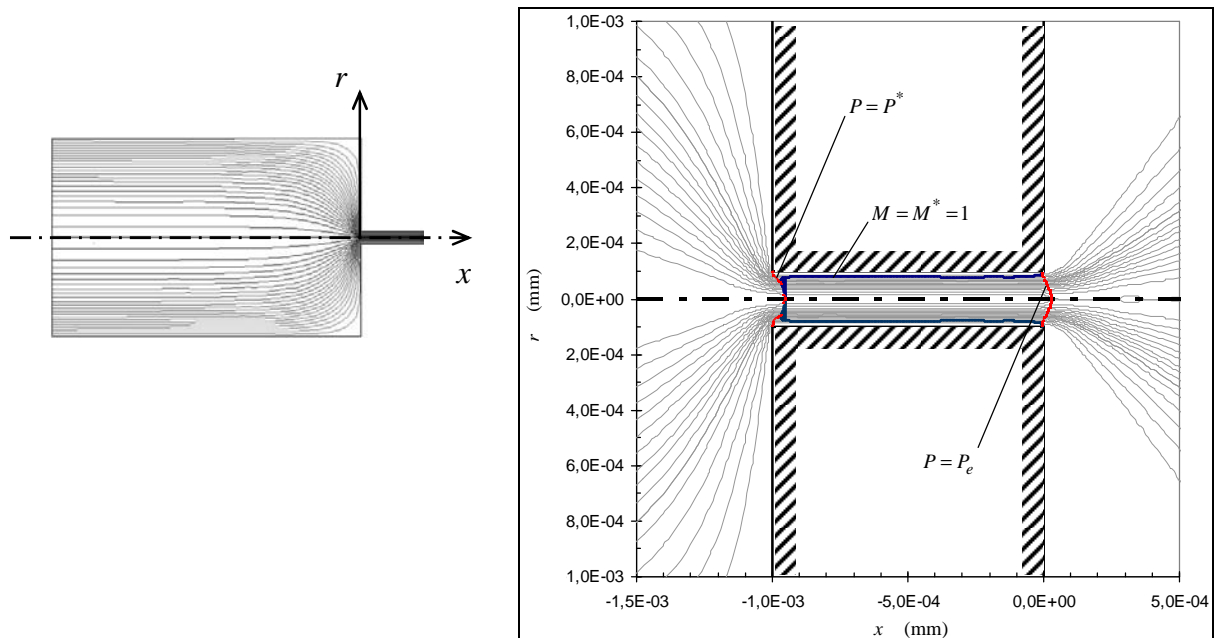 r
x
1,0E-03
8,0E-04
6,0E-04
4,0E-04
2,0E-04
0,0E+00
2,0E-04
4,0E-04
6,0E-04
8,0E-04
1,0E-03
r (mm)
P = P*
M = M* = 1
P = Pₑ
-1,5E-03 -1,0E-03 -5,0E-04 0,0E+00 5,0E-04
x (mm)